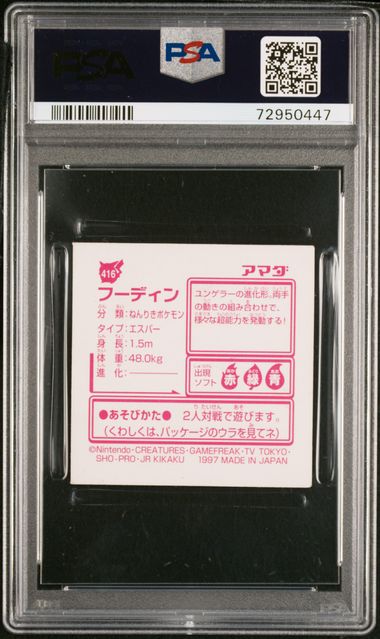 PSA
PSA
72950447
416
アマダ
フーディン
分類:ねんりきポケモン
タイプ:エスパー
身長:1.5m
体重:48.0kg
進化:————
ユンゲラーの進化形。両手
の動きの組み合わせで、
様々な超能力を発動する!
出現
ソフト
赤 緑 青
●あそびかた● 2人対戦で遊びます。
(くわしくは、パッケージのウラを見てネ)
©Nintendo·CREATURES·GAMEFREAK·TV TOKYO·
SHO-PRO·JR KIKAKU 1997 MADE IN JAPAN